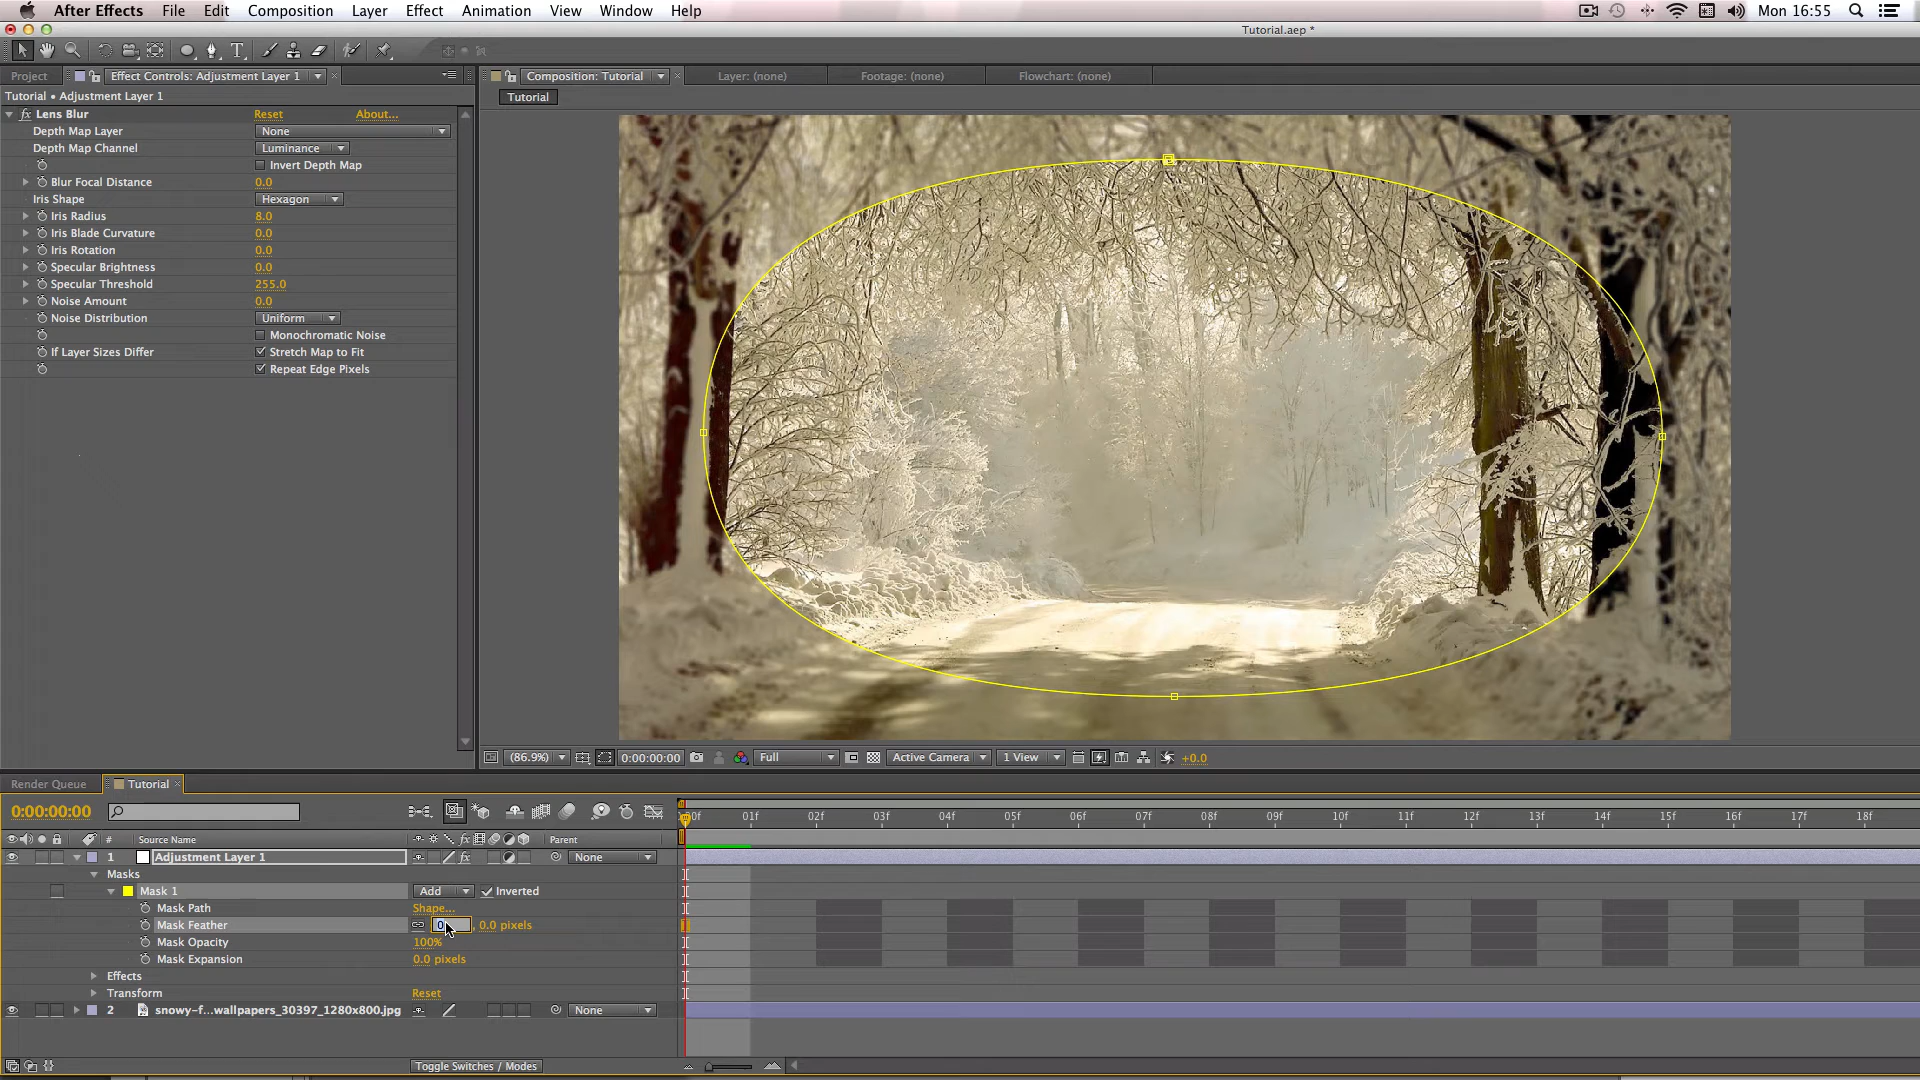 After Effects File Edit Composition Layer Effect Animation View Window Help Mon 16:55
Tutorial.aep *
T
Project Effect Controls: Adjustment Layer 1 Composition: Tutorial Layer: (none) Footage: (none) Flowchart: (none)
Tutorial • Adjustment Layer 1
Tutorial
fx Lens Blur Reset About...
Depth Map Layer None
Depth Map Channel Luminance
Invert Depth Map
Blur Focal Distance 0.0
Iris Shape Hexagon
Iris Radius 8.0
Iris Blade Curvature 0.0
Iris Rotation 0.0
Specular Brightness 0.0
Specular Threshold 255.0
Noise Amount 0.0
Noise Distribution Uniform
Monochromatic Noise
If Layer Sizes Differ Stretch Map to Fit
Repeat Edge Pixels
(86.9%) 0:00:00:00 Full Active Camera 1 View +0.0
Render Queue Tutorial
0:00:00:00
00f 01f 02f 03f 04f 05f 06f 07f 08f 09f 10f 11f 12f 13f 14f 15f 16f 17f 18f
# Source Name fx Parent
1 Adjustment Layer 1 fx None
Masks
Mask 1 Add Inverted
Mask Path Shape...
Mask Feather 0 , 0.0 pixels
Mask Opacity 100%
Mask Expansion 0.0 pixels
Effects
Transform Reset
2 snowy-f...wallpapers_30397_1280x800.jpg None
Toggle Switches / Modes